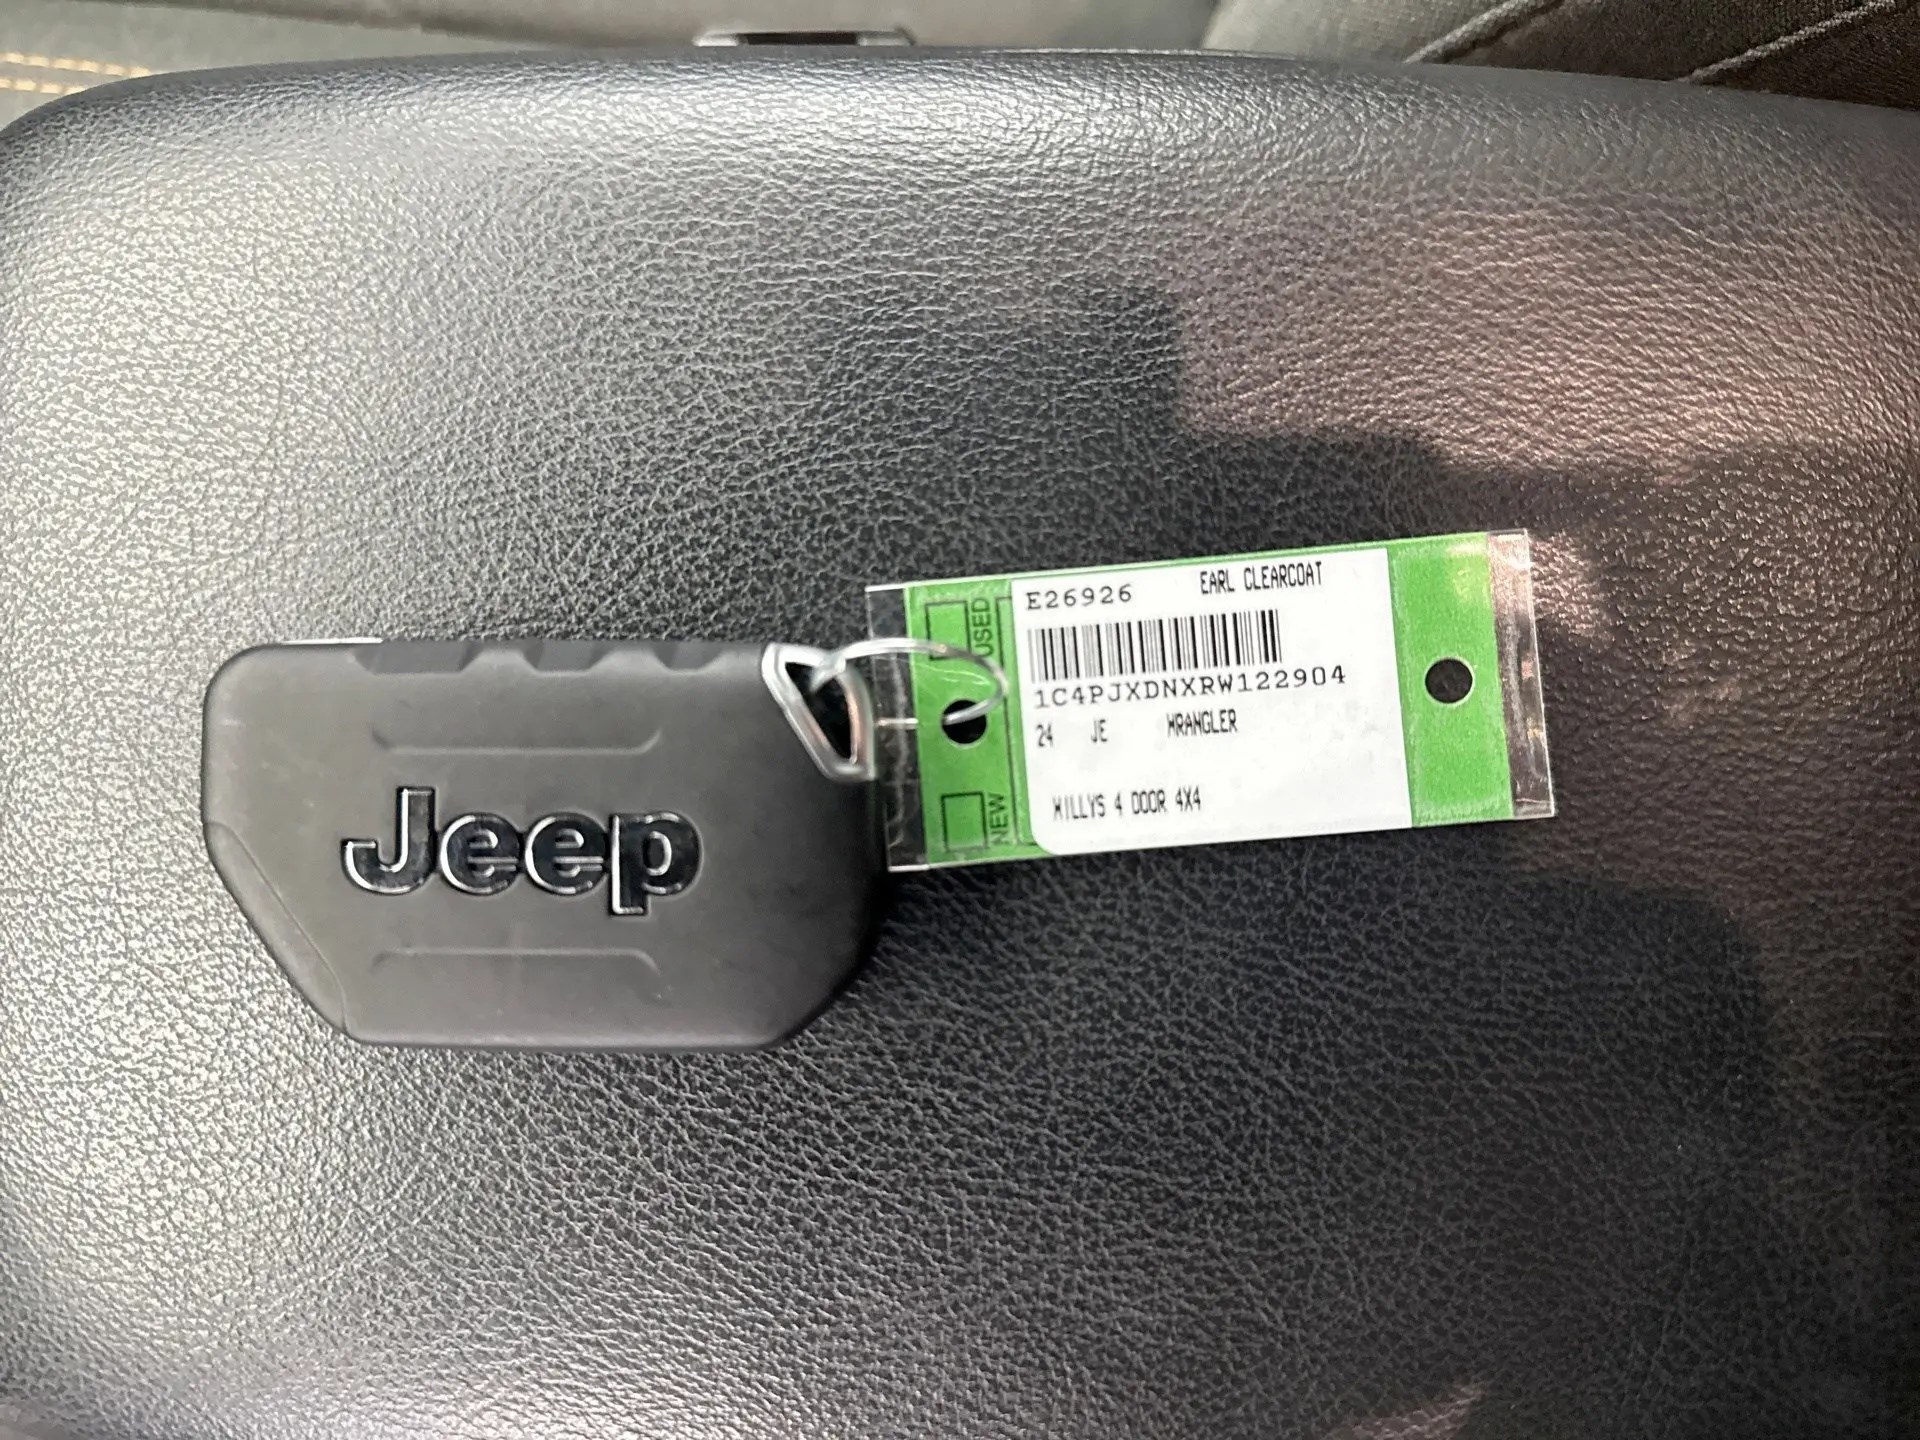 Jeep
USED
NEW
E26926 EARL CLEARCOAT
1C4PJXDNXRW122904
24 JE WRANGLER
WILLYS 4 DOOR 4X4